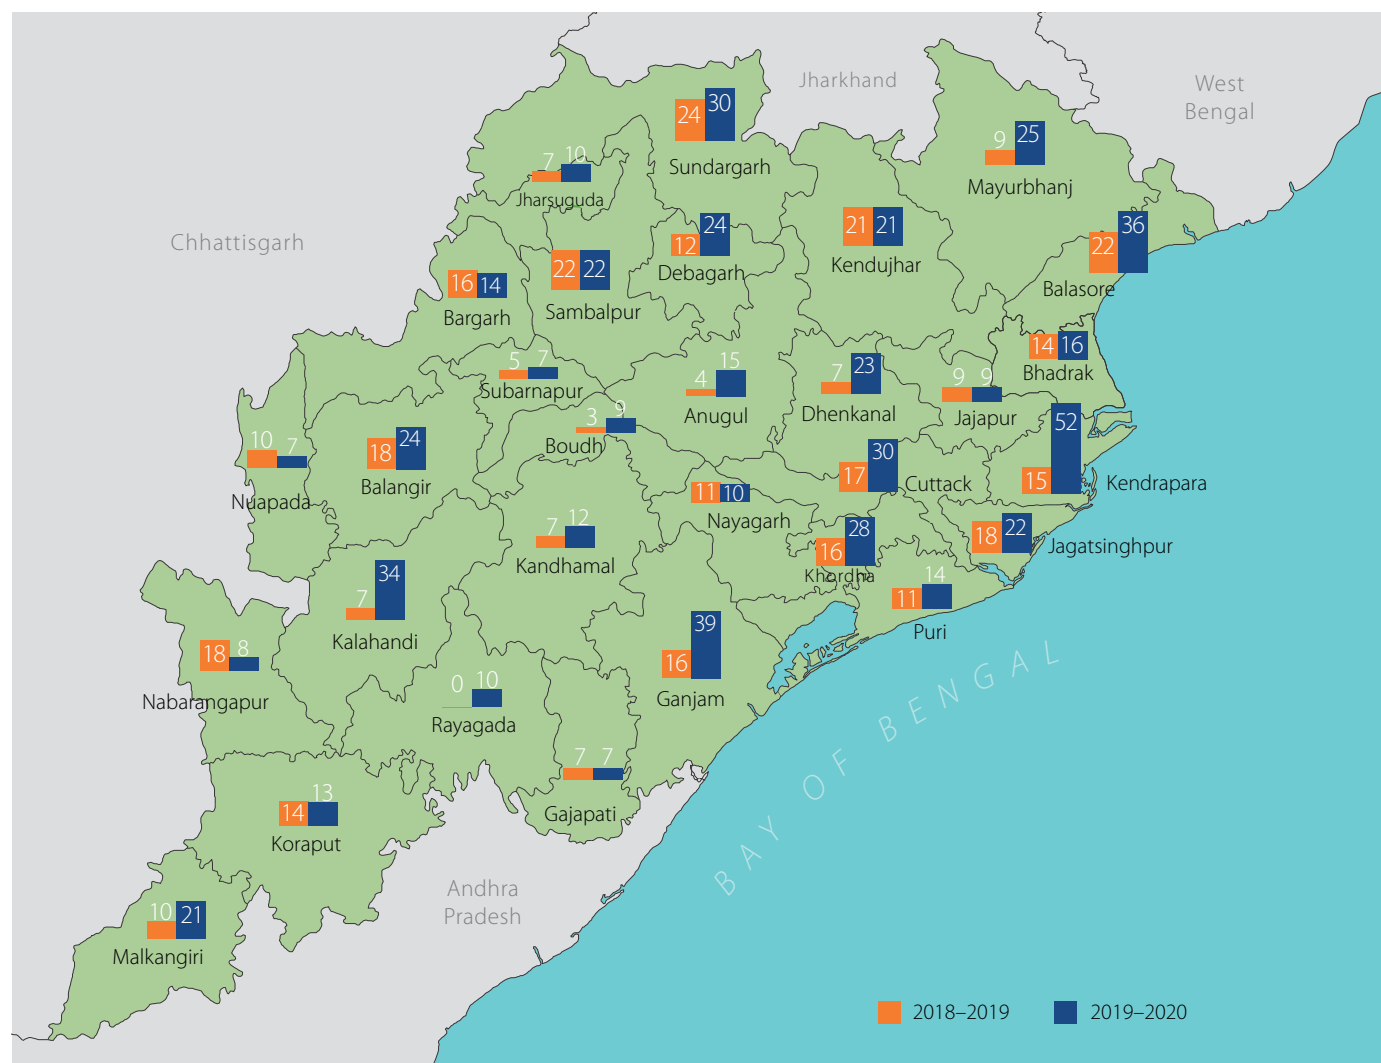 Jharkhand
West
Bengal
Chhattisgarh
24 30
Sundargarh
9 25
Mayurbhanj
7 10
Jharsuguda
21 21
Kendujhar
12 24
Debagarh
22 36
Balasore
22 22
Sambalpur
16 14
Bargarh
14 16
Bhadrak
5 7
Subarnapur
4 15
Anugul
7 23
Dhenkanal
9 9
Jajapur
3 9
Boudh
10 7
Nuapada
18 24
Balangir
17 30
Cuttack
15 52
Kendrapara
11 10
Nayagarh
7 12
Kandhamal
16 28
Khordha
18 22
Jagatsinghpur
7 34
Kalahandi
11 14
Puri
18 8
Nabarangapur
0 10
Rayagada
16 39
Ganjam
7 7
Gajapati
14 13
Koraput
10 21
Malkangiri
Andhra
Pradesh
BAY OF BENGAL
2018–2019
2019–2020